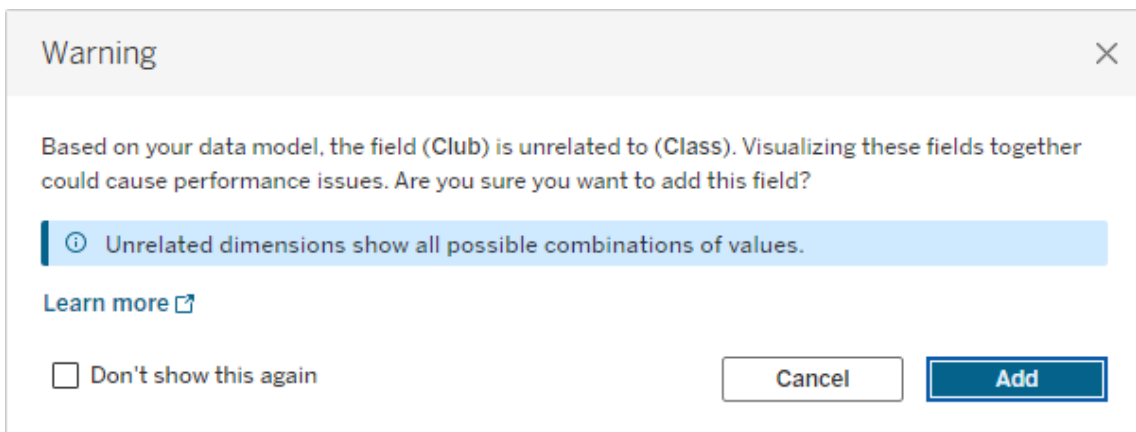 Warning
Based on your data model, the field (Club) is unrelated to (Class). Visualizing these fields together
could cause performance issues. Are you sure you want to add this field?
Unrelated dimensions show all possible combinations of values.
Learn more
Don't show this again
Cancel
Add